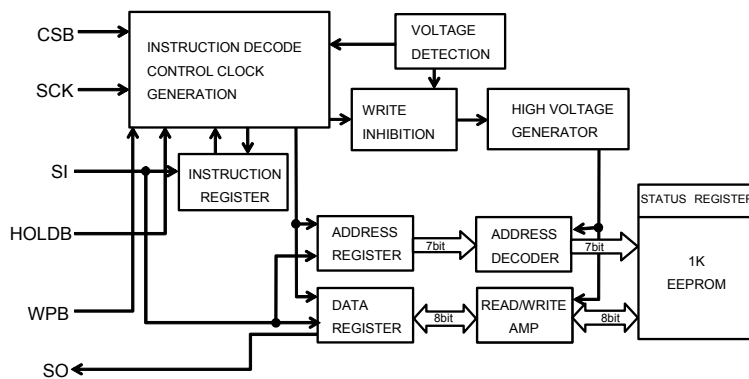 CSB
SCK
SI
HOLDB
WPB
SO
INSTRUCTION DECODE
CONTROL CLOCK
GENERATION
VOLTAGE
DETECTION
WRITE
INHIBITION
HIGH VOLTAGE
GENERATOR
INSTRUCTION
REGISTER
ADDRESS
REGISTER
7bit
ADDRESS
DECODER
7bit
DATA
REGISTER
8bit
READ/WRITE
AMP
8bit
STATUS REGISTER
1K
EEPROM